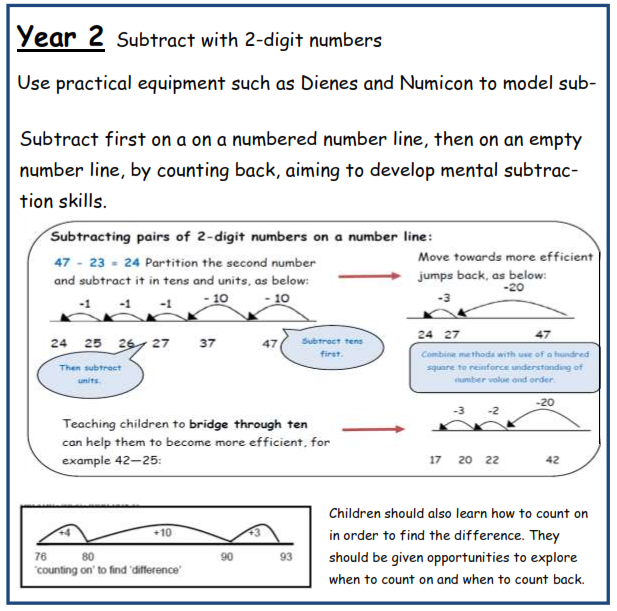 Year 2 Subtract with 2-digit numbers
Use practical equipment such as Dienes and Numicon to model sub-
Subtract first on a on a numbered number line, then on an empty
number line, by counting back, aiming to develop mental subtrac-
tion skills.
Subtracting pairs of 2-digit numbers on a number line:
47 - 23 = 24 Partition the second number
and subtract it in tens and units, as below:
Move towards more efficient
jumps back, as below:
-1 -1 -1 - 10 - 10
24 25 26 27 37 47
Subtract tens
first.
Then subtract
units.
-3 -20
24 27 47
Combine methods with use of a hundred
square to reinforce understanding of
number value and order.
Teaching children to bridge through ten
can help them to become more efficient, for
example 42—25:
-3 -2 -20
17 20 22 42
+4 +10 +3
76 80 90 93
'counting on' to find 'difference'
Children should also learn how to count on
in order to find the difference. They
should be given opportunities to explore
when to count on and when to count back.